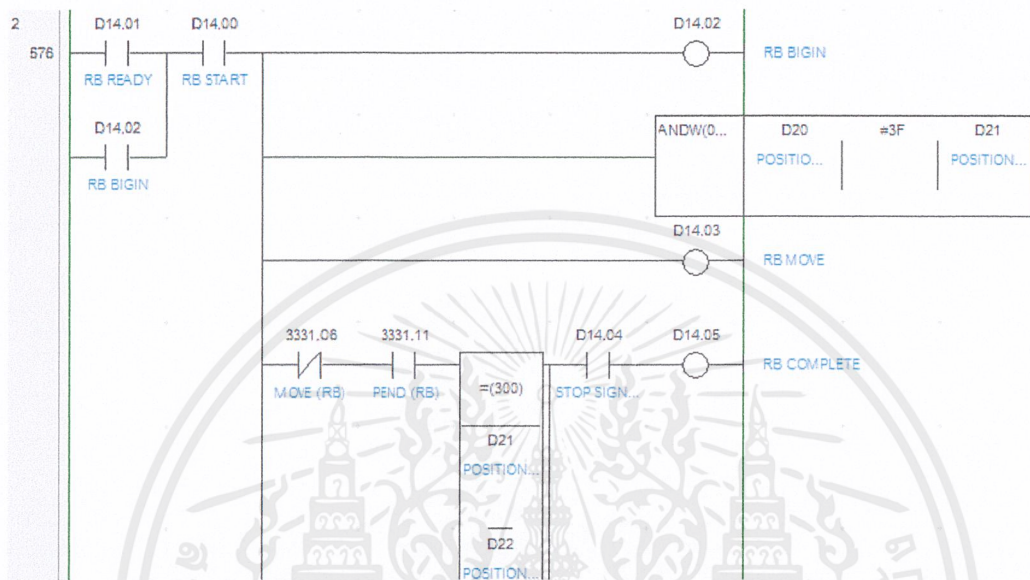 2
D14.01 D14.00 D14.02
576
RB BIGIN
RB READY RB START
D14.02
RB BIGIN
ANDW(0... D20 #3F D21
POSITIO... POSITION...
D14.03
RB MOVE
3331.06 3331.11 D14.04 D14.05
RB COMPLETE
MOVE (RB) PEND (RB) =(300) STOP SIGN...
D21
POSITION...
D22
POSITION...